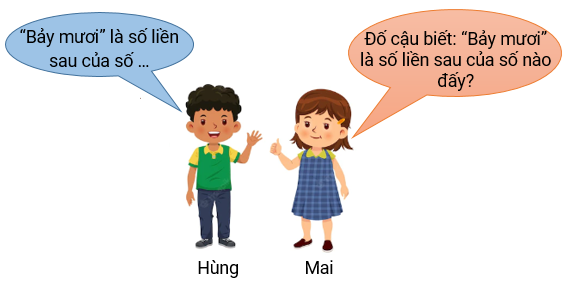 “Bảy mươi” là số liền
sau của số ...
Đố cậu biết: “Bảy mươi”
là số liền sau của số nào
đấy?
Hùng
Mai